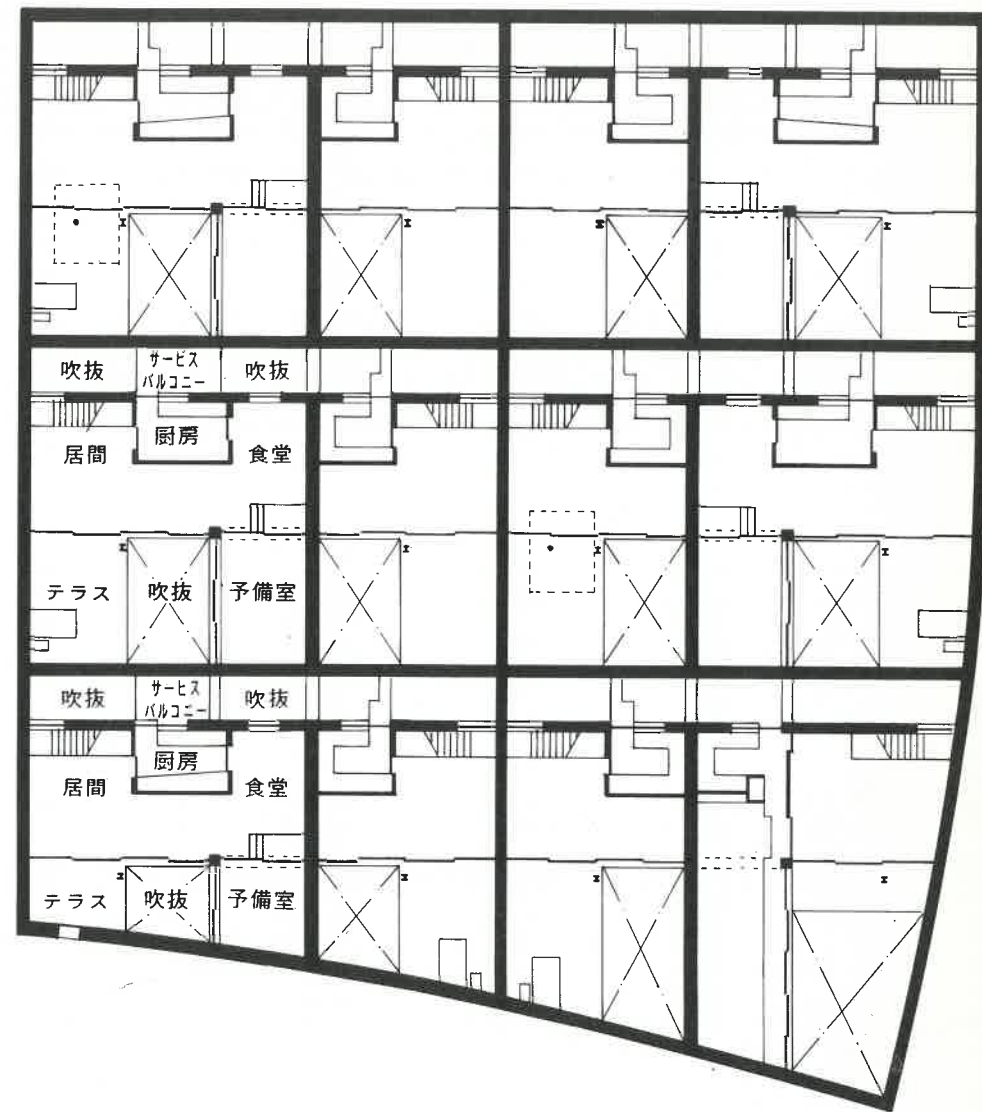 吹抜
サービス
バルコニー
吹抜
居間
厨房
食堂
テラス
吹抜
予備室
吹抜
サービス
バルコニー
吹抜
居間
厨房
食堂
テラス
吹抜
予備室